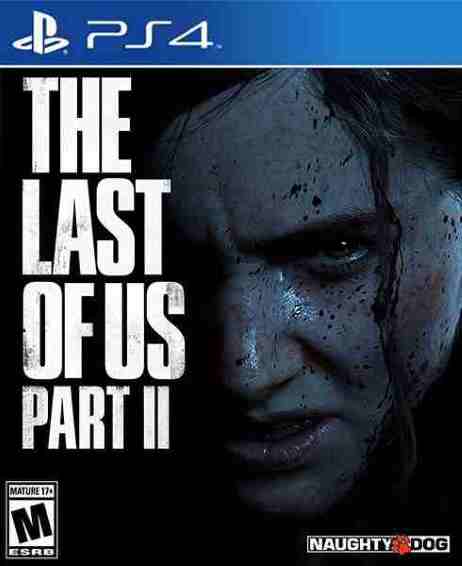 PS4
THE
LAST
OF US
PART II
MATURE 17+
M
ESRB
NAUGHTY DOG